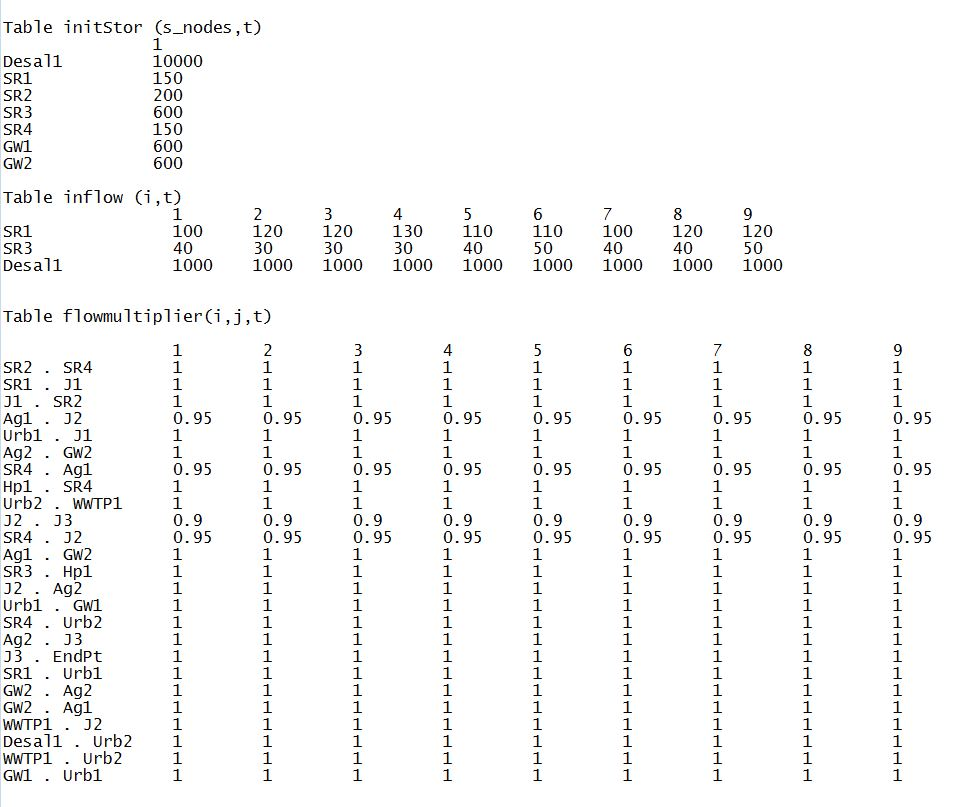 Table initStor (s_nodes,t)
1
Desal1 10000
SR1 150
SR2 200
SR3 600
SR4 150
GW1 600
GW2 600
Table inflow (i,t)
1 2 3 4 5 6 7 8 9
SR1 100 120 120 130 110 110 100 120 120
SR3 40 30 30 30 40 50 40 40 50
Desal1 1000 1000 1000 1000 1000 1000 1000 1000 1000
Table flowmultiplier(i,j,t)
1 2 3 4 5 6 7 8 9
SR2 . SR4 1 1 1 1 1 1 1 1 1
SR1 . J1 1 1 1 1 1 1 1 1 1
J1 . SR2 1 1 1 1 1 1 1 1 1
Ag1 . J2 0.95 0.95 0.95 0.95 0.95 0.95 0.95 0.95 0.95
Urb1 . J1 1 1 1 1 1 1 1 1 1
Ag2 . GW2 1 1 1 1 1 1 1 1 1
SR4 . Ag1 0.95 0.95 0.95 0.95 0.95 0.95 0.95 0.95 0.95
Hp1 . SR4 1 1 1 1 1 1 1 1 1
Urb2 . WWTP1 1 1 1 1 1 1 1 1 1
J2 . J3 0.9 0.9 0.9 0.9 0.9 0.9 0.9 0.9 0.9
SR4 . J2 0.95 0.95 0.95 0.95 0.95 0.95 0.95 0.95 0.95
Ag1 . GW2 1 1 1 1 1 1 1 1 1
SR3 . Hp1 1 1 1 1 1 1 1 1 1
J2 . Ag2 1 1 1 1 1 1 1 1 1
Urb1 . GW1 1 1 1 1 1 1 1 1 1
SR4 . Urb2 1 1 1 1 1 1 1 1 1
Ag2 . J3 1 1 1 1 1 1 1 1 1
J3 . EndPt 1 1 1 1 1 1 1 1 1
SR1 . Urb1 1 1 1 1 1 1 1 1 1
GW2 . Ag2 1 1 1 1 1 1 1 1 1
GW2 . Ag1 1 1 1 1 1 1 1 1 1
WWTP1 . J2 1 1 1 1 1 1 1 1 1
Desal1 . Urb2 1 1 1 1 1 1 1 1 1
WWTP1 . Urb2 1 1 1 1 1 1 1 1 1
GW1 . Urb1 1 1 1 1 1 1 1 1 1